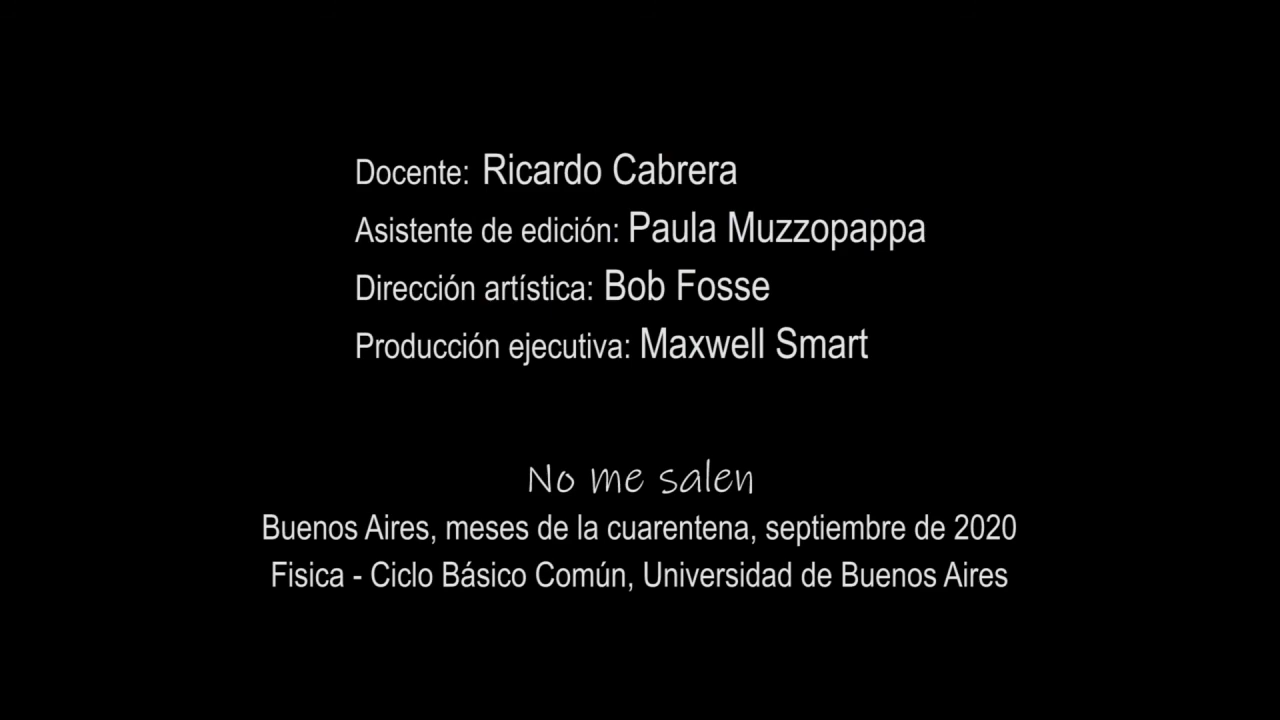 Docente: Ricardo Cabrera
Asistente de edición: Paula Muzzopappa
Dirección artística: Bob Fosse
Producción ejecutiva: Maxwell Smart
No me salen
Buenos Aires, meses de la cuarentena, septiembre de 2020
Fisica - Ciclo Básico Común, Universidad de Buenos Aires